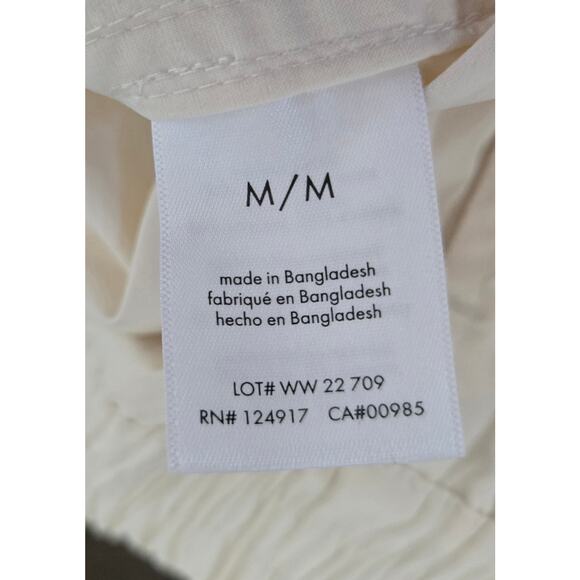 M/M
made in Bangladesh
fabriqué en Bangladesh
hecho en Bangladesh
LOT# WW 22 709
RN# 124917 CA#00985